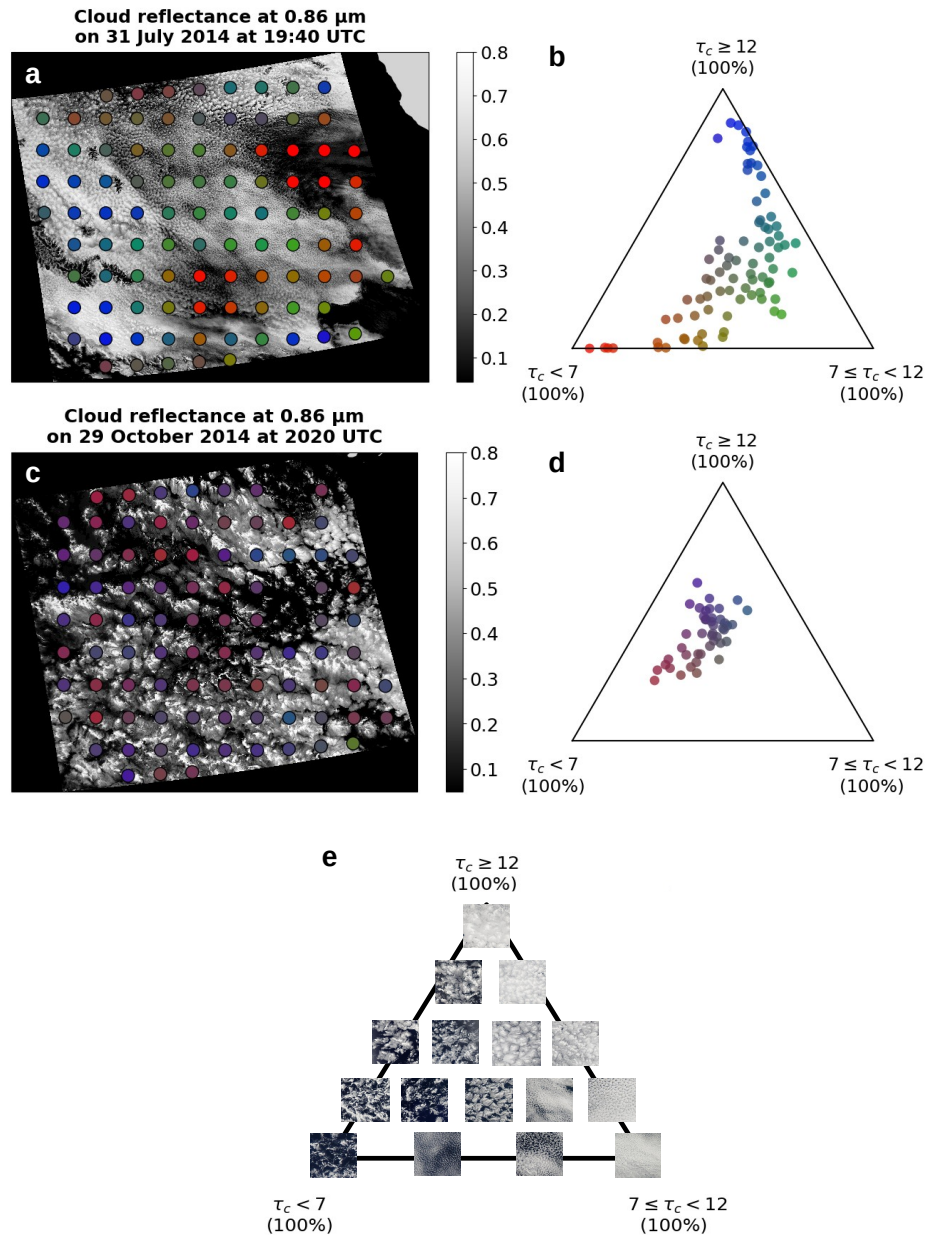 Cloud reflectance at 0.86 μm
on 31 July 2014 at 19:40 UTC
a
0.8
0.7
0.6
0.5
0.4
0.3
0.2
0.1
b
τc ≥ 12
(100%)
τc < 7
(100%)
7 ≤ τc < 12
(100%)
Cloud reflectance at 0.86 μm
on 29 October 2014 at 2020 UTC
c
0.8
0.7
0.6
0.5
0.4
0.3
0.2
0.1
d
τc ≥ 12
(100%)
τc < 7
(100%)
7 ≤ τc < 12
(100%)
e
τc ≥ 12
(100%)
τc < 7
(100%)
7 ≤ τc < 12
(100%)